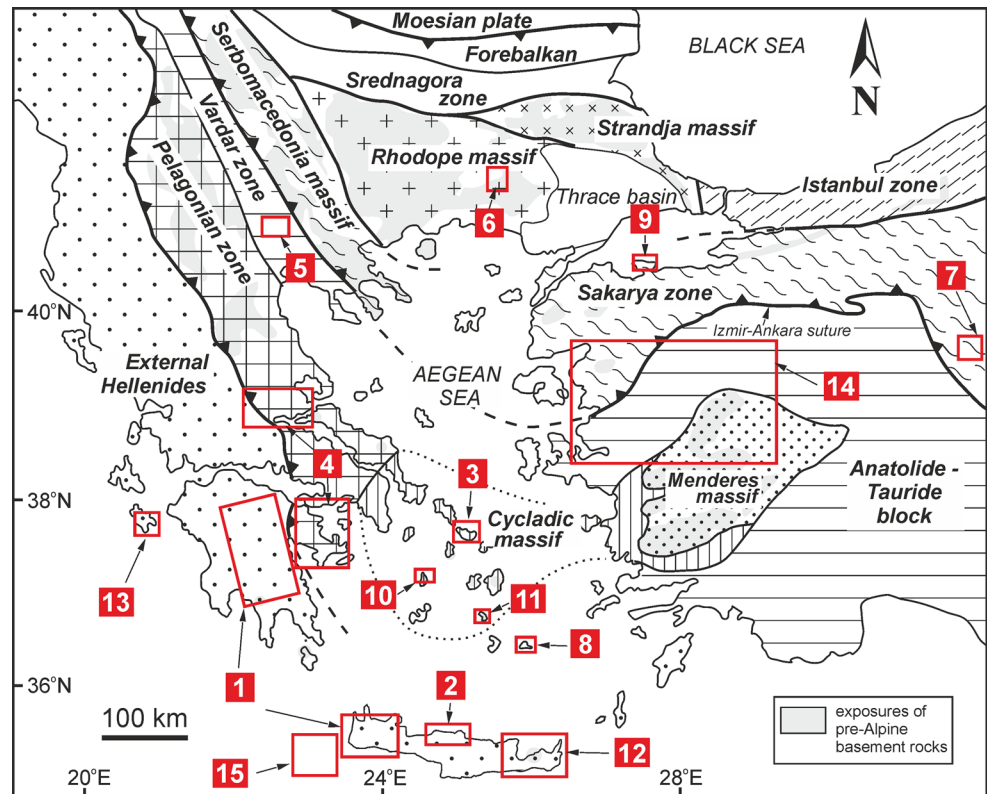 Moesian plate
Forebalkan
BLACK SEA
N
Srednagora
zone
Serbomacedonia massif
Vardar zone
Pelagonian zone
Strandja massif
Rhodope massif
Thrace basin
Istanbul zone
6
9
5
7
Sakarya zone
Izmir-Ankara suture
40°N
External
Hellenides
AEGEAN
SEA
14
4
3
Menderes
massif
Anatolide -
Tauride
block
38°N
Cycladic
massif
13
10
11
8
1
2
36°N
100 km
15
12
exposures of
pre-Alpine
basement rocks
20°E
24°E
28°E